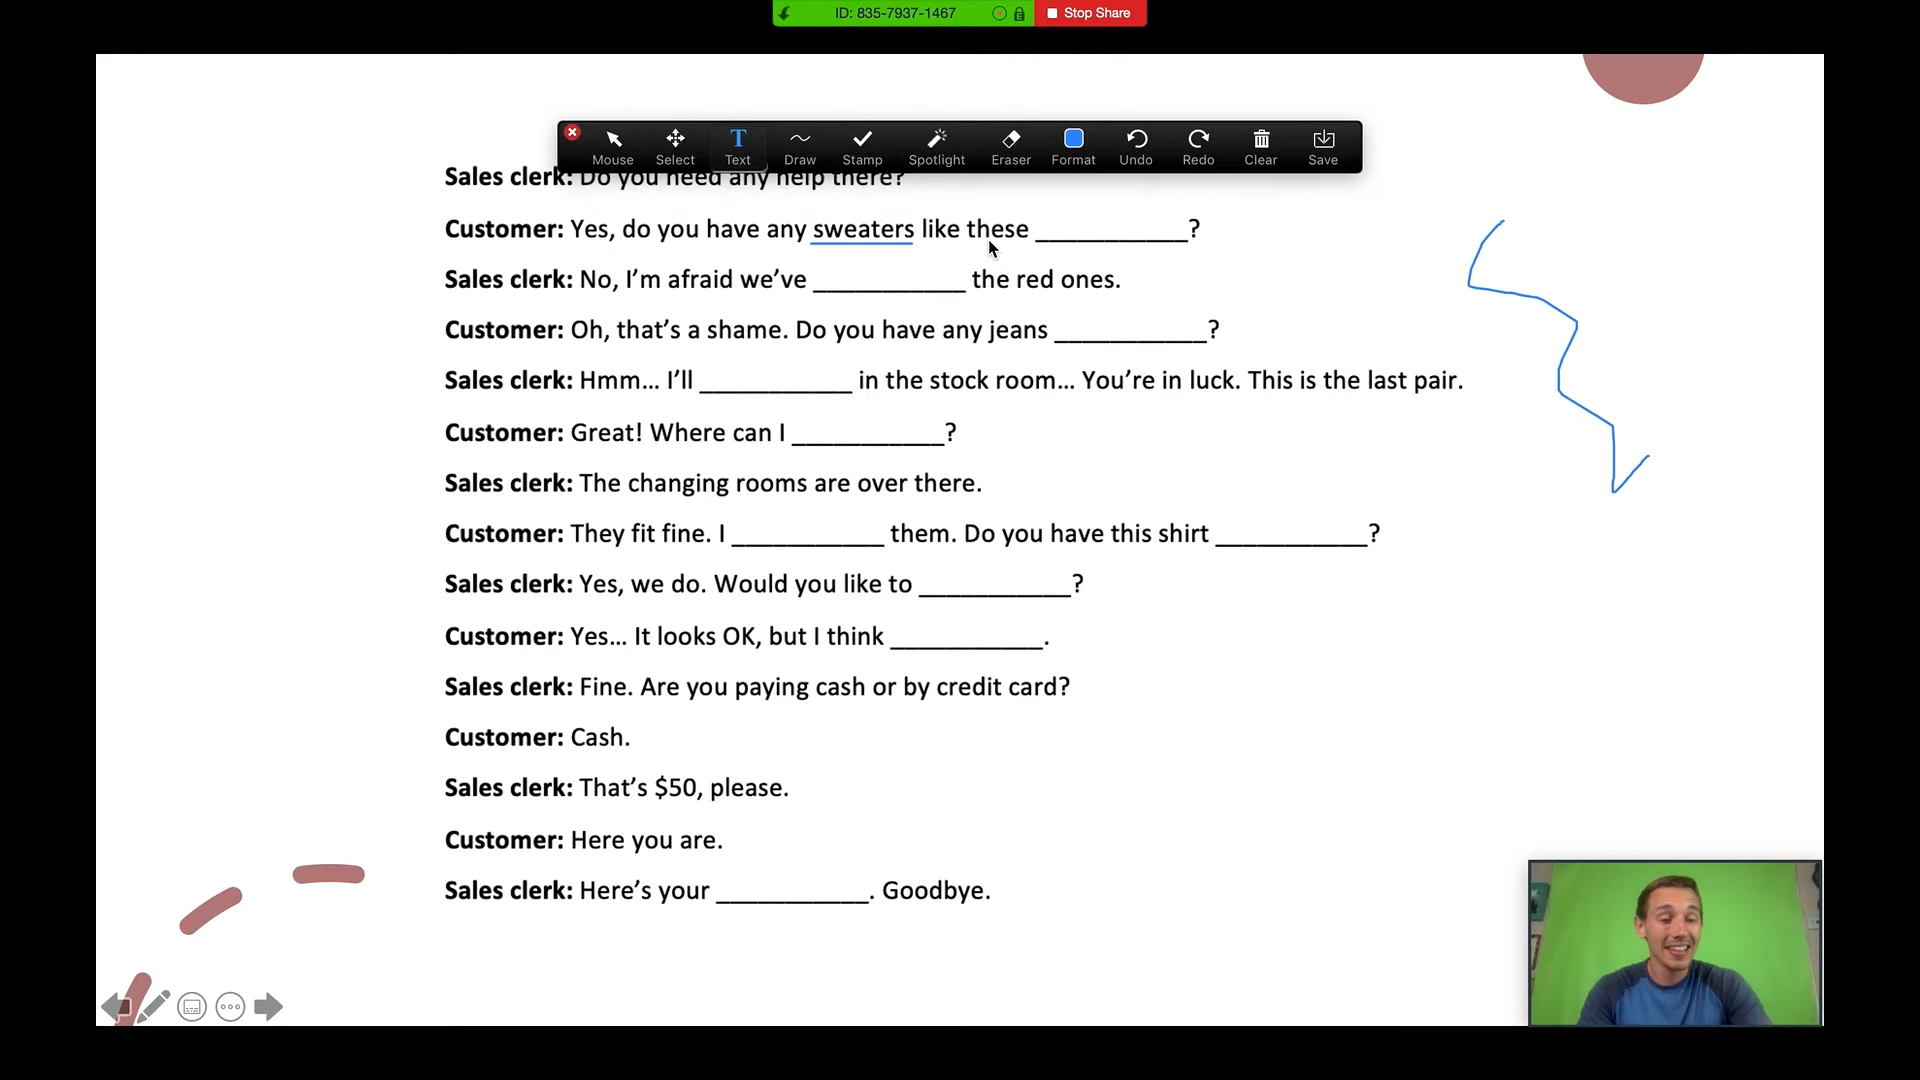 ID: 835-7937-1467 Stop Share
Mouse Select Text Draw Stamp Spotlight Eraser Format Undo Redo Clear Save
Sales clerk: Do you need any help there?
Customer: Yes, do you have any sweaters like these ___________?
Sales clerk: No, I’m afraid we’ve ___________ the red ones.
Customer: Oh, that’s a shame. Do you have any jeans ___________?
Sales clerk: Hmm… I’ll ___________ in the stock room… You’re in luck. This is the last pair.
Customer: Great! Where can I ___________?
Sales clerk: The changing rooms are over there.
Customer: They fit fine. I ___________ them. Do you have this shirt ___________?
Sales clerk: Yes, we do. Would you like to ___________?
Customer: Yes… It looks OK, but I think ___________.
Sales clerk: Fine. Are you paying cash or by credit card?
Customer: Cash.
Sales clerk: That’s $50, please.
Customer: Here you are.
Sales clerk: Here’s your ___________. Goodbye.